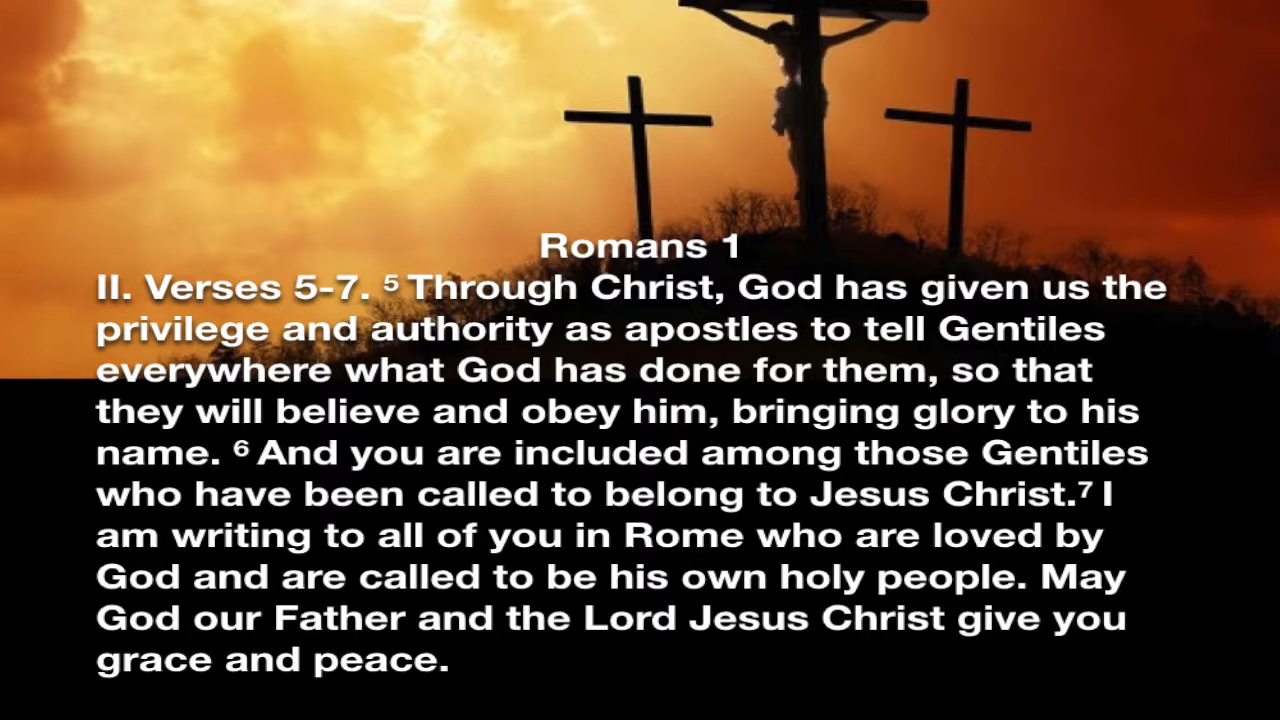 Romans 1
II. Verses 5-7. ⁵ Through Christ, God has given us the
privilege and authority as apostles to tell Gentiles
everywhere what God has done for them, so that
they will believe and obey him, bringing glory to his
name. ⁶ And you are included among those Gentiles
who have been called to belong to Jesus Christ.⁷ I
am writing to all of you in Rome who are loved by
God and are called to be his own holy people. May
God our Father and the Lord Jesus Christ give you
grace and peace.